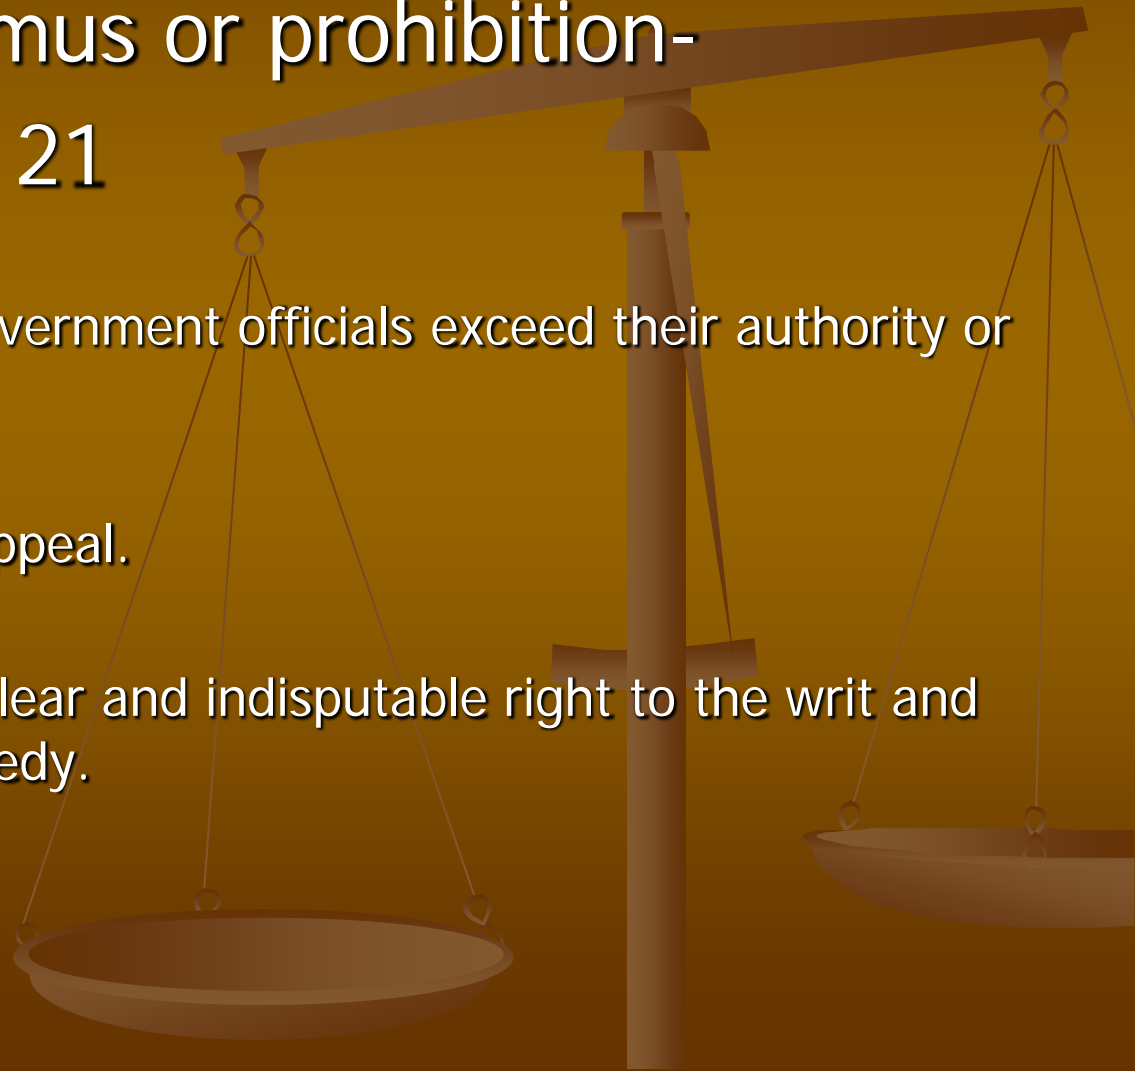 mus or prohibition-
21
vernment officials exceed their authority or
ppeal.
lear and indisputable right to the writ and
edy.